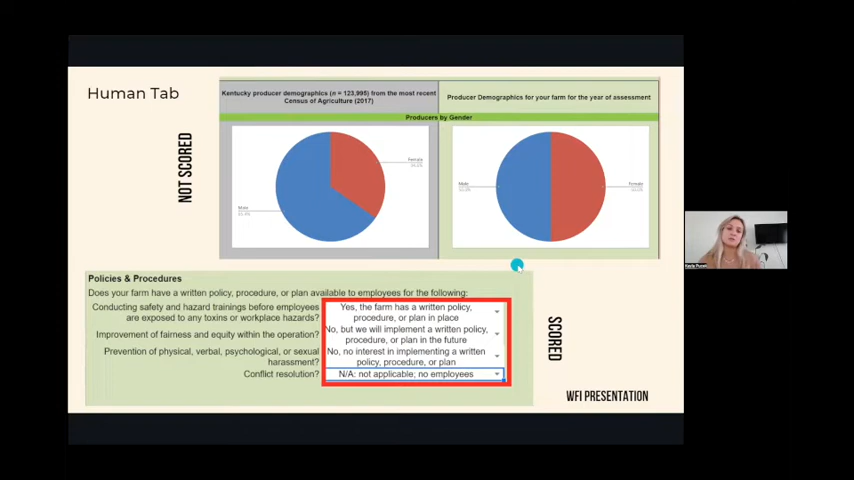 Human Tab
NOT SCORED
Kentucky producer demographics (n = 123,995) from the most recent
Census of Agriculture (2017)
Producer Demographics for your farm for the year of assessment
Producers by Gender
Female
Male
Male
Female
Policies & Procedures
Does your farm have a written policy, procedure, or plan available to employees for the following:
Conducting safety and hazard trainings before employees
are exposed to any toxins or workplace hazards?
Yes, the farm has a written policy,
procedure, or plan in place
Improvement of fairness and equity within the operation?
No, but we will implement a written policy,
procedure, or plan in the future
Prevention of physical, verbal, psychological, or sexual
harassment?
No, no interest in implementing a written
policy, procedure, or plan
Conflict resolution?
N/A: not applicable; no employees
SCORED
WFI PRESENTATION